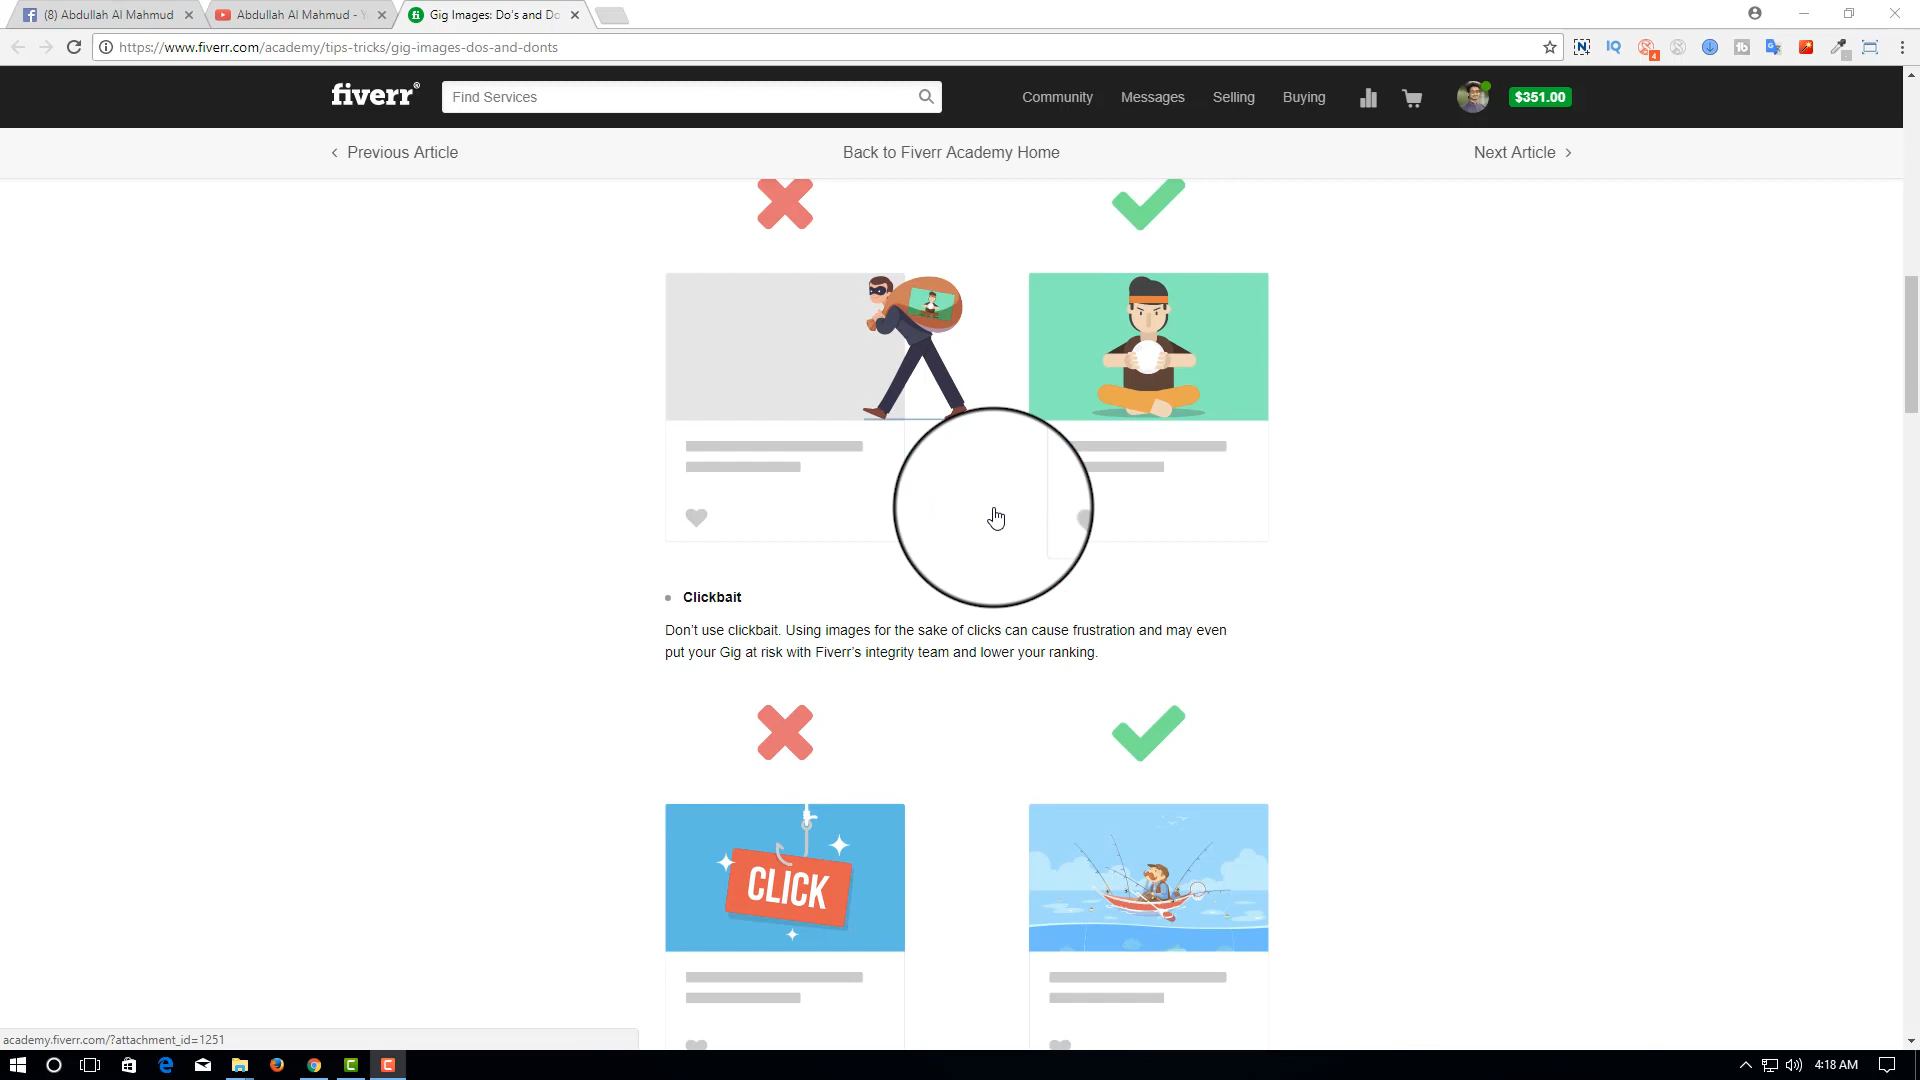 (8) Abdullah Al Mahmud
Abdullah Al Mahmud - Y
Gig Images: Do's and Do
https://www.fiverr.com/academy/tips-tricks/gig-images-dos-and-donts
fiverr®
Find Services
Community
Messages
Selling
Buying
$351.00
Previous Article
Back to Fiverr Academy Home
Next Article
Clickbait
Don’t use clickbait. Using images for the sake of clicks can cause frustration and may even
put your Gig at risk with Fiverr’s integrity team and lower your ranking.
CLICK
academy.fiverr.com/?attachment_id=1251
4:18 AM